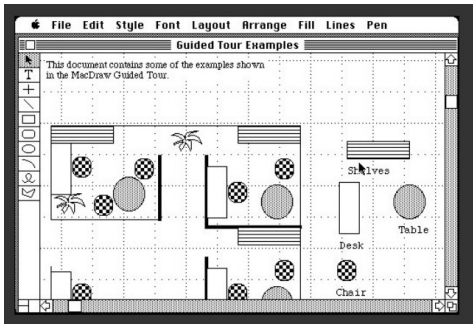 File Edit Style Font Layout Arrange Fill Lines Pen
Guided Tour Examples
This document contains some of the examples shown
in the MacDraw Guided Tour.
T
Shelves
Table
Desk
Chair